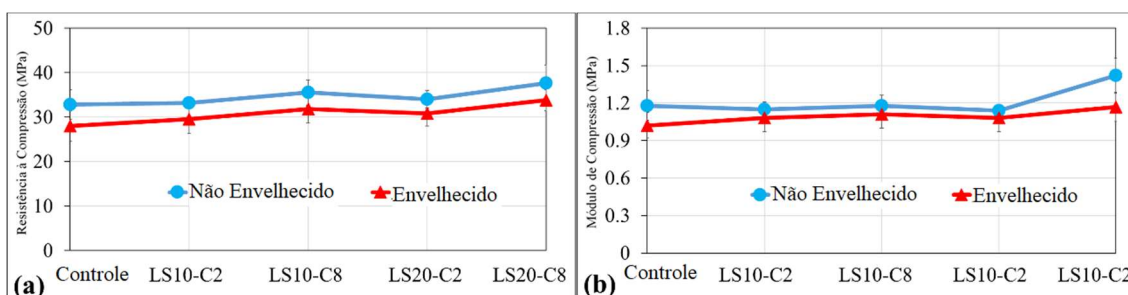 Resistência à Compressão (MPa)
50
40
30
20
10
0
Não Envelhecido
Envelhecido
Controle
LS10-C2
LS10-C8
LS20-C2
LS20-C8
(a)
Módulo de Compressão (MPa)
1.8
1.5
1.2
0.9
0.6
0.3
0
Não Envelhecido
Envelhecido
Controle
LS10-C2
LS10-C8
LS10-C2
LS10-C2
(b)